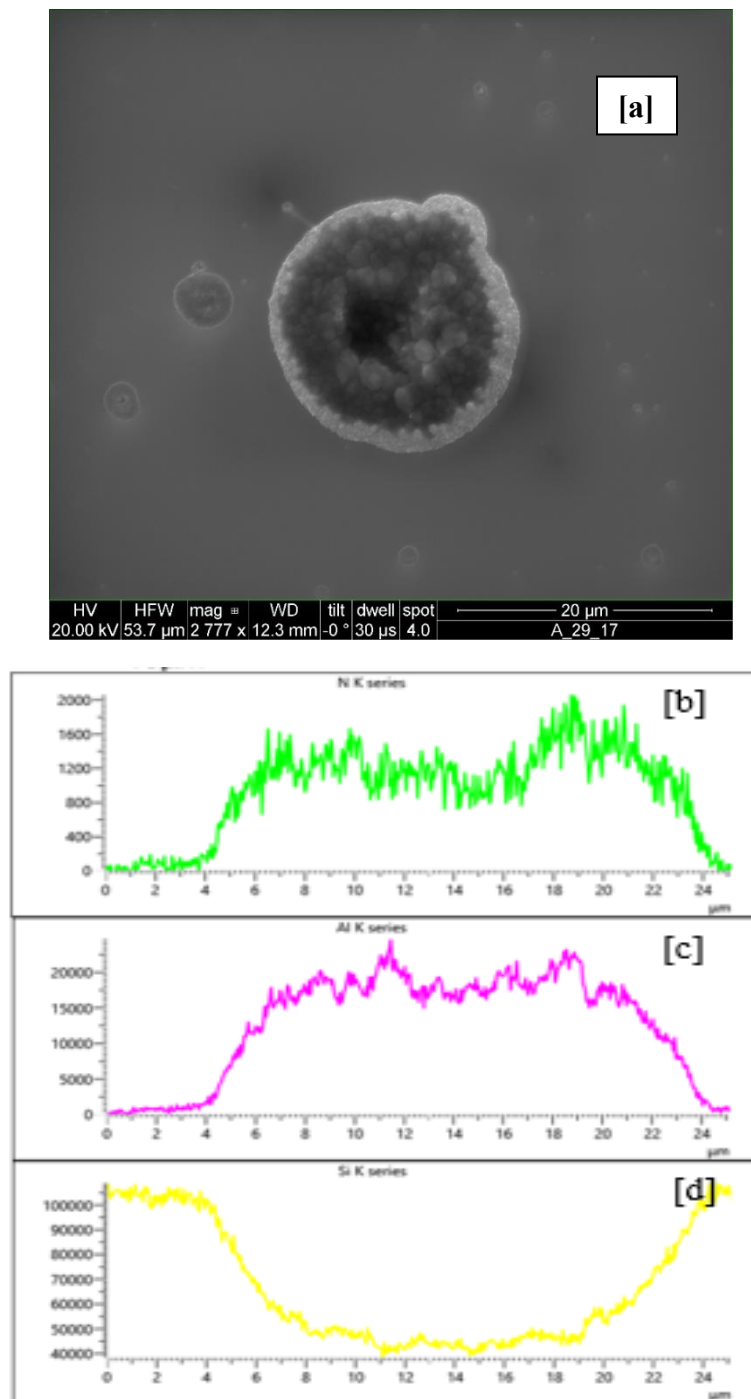 [a]
HV HFW mag ⊞ WD tilt dwell spot 20 µm
20.00 kV 53.7 µm 2 777 x 12.3 mm -0 ° 30 µs 4.0 A_29_17
N K series
[b]
2000
1600
1200
800
400
0
0 2 4 6 8 10 12 14 16 18 20 22 24
µm
Al K series
[c]
20000
15000
10000
5000
0
0 2 4 6 8 10 12 14 16 18 20 22 24
µm
Si K series
[d]
100000
90000
80000
70000
60000
50000
40000
0 2 4 6 8 10 12 14 16 18 20 22 24
µm